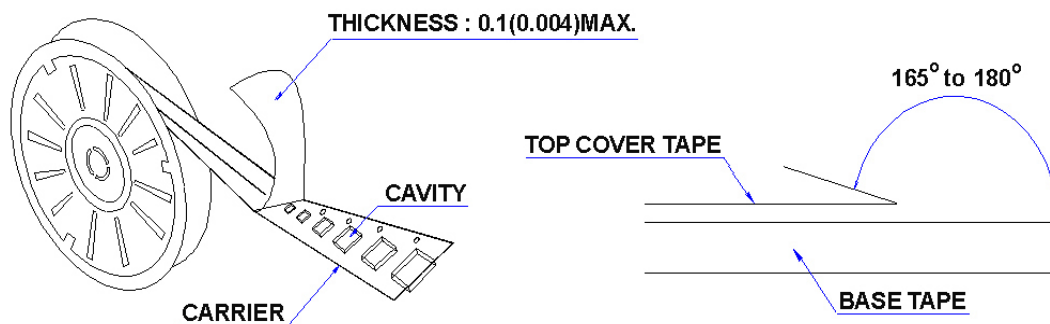 THICKNESS : 0.1(0.004)MAX.
165° to 180°
TOP COVER TAPE
CAVITY
CARRIER
BASE TAPE